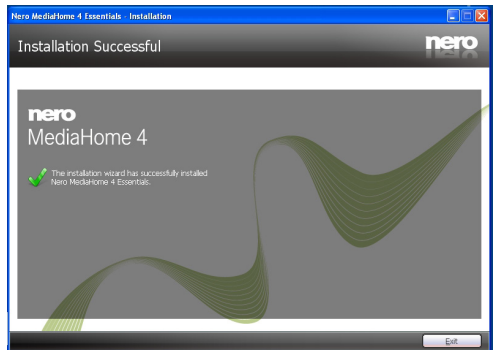 Nero MediaHome 4 Essentials - Installation
Installation Successful
nero
nero
MediaHome 4
The installation wizard has successfully installed
Nero MediaHome 4 Essentials.
Exit